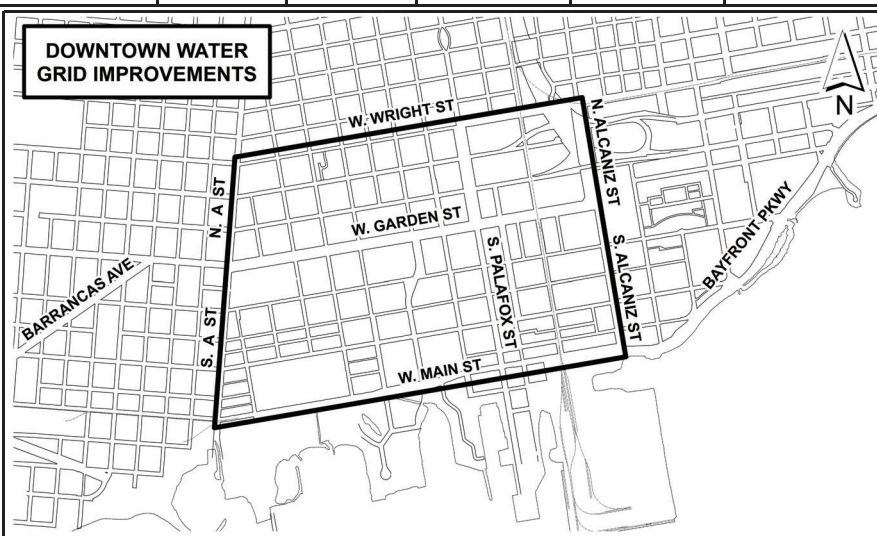 DOWNTOWN WATER
GRID IMPROVEMENTS
W. WRIGHT ST
N. ALCANIZ ST
N
N. A ST
W. GARDEN ST
BAYFRONT PKWY
S. PALAFOX ST
S. ALCANIZ ST
BARRANCAS AVE
S. A ST
W. MAIN ST